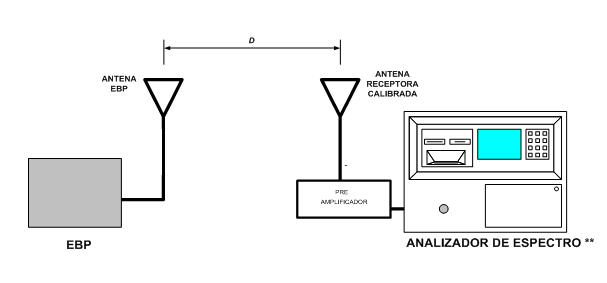 D
ANTENA
EBP
ANTENA
RECEPTORA
CALIBRADA
PRE
AMPLIFICADOR
EBP
ANALIZADOR DE ESPECTRO **